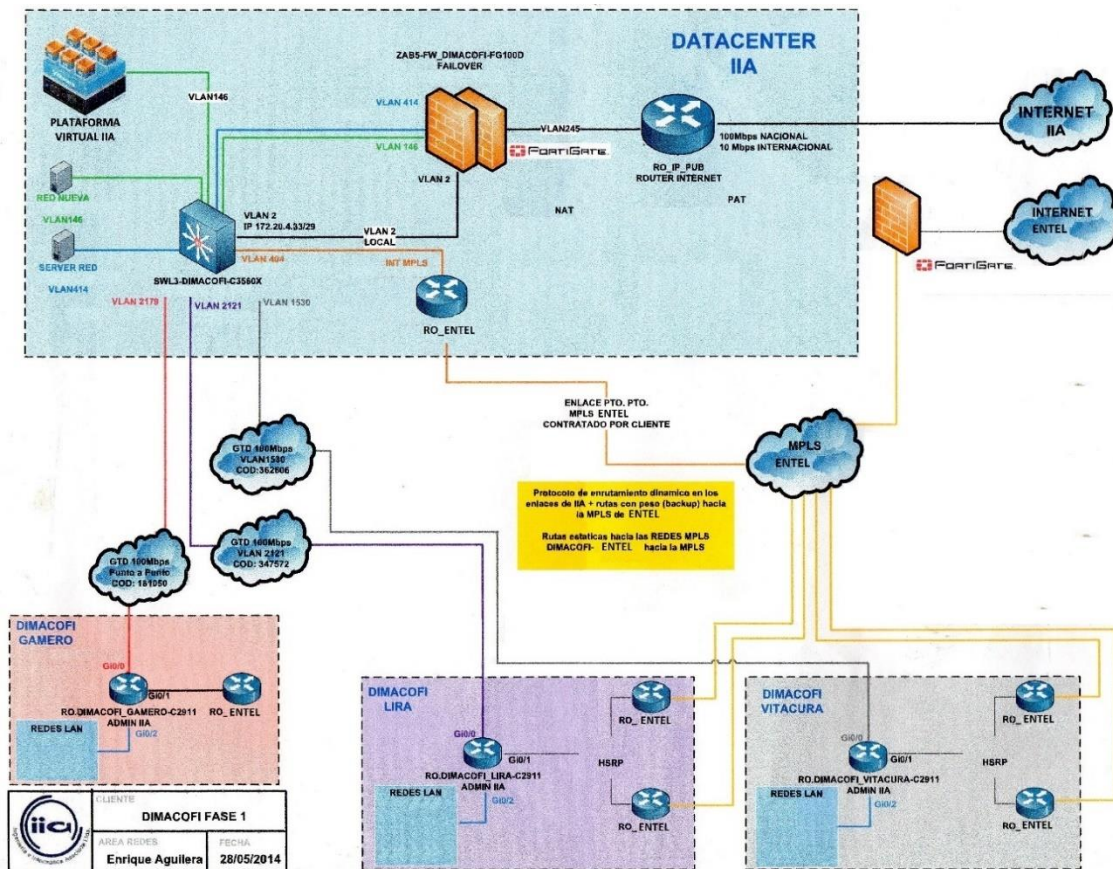 DATACENTER
IIA
ZAB5-FW_DIMACOFI-FG100D
FAILOVER
PLATAFORMA
VIRTUAL IIA
VLAN146
VLAN 414
VLAN 146
VLAN 2
FORTIGATE
VLAN245
RO_IP_PUB
ROUTER INTERNET
100Mbps NACIONAL
10 Mbps INTERNACIONAL
NAT
PAT
INTERNET
IIA
INTERNET
ENTEL
FORTIGATE
RED NUEVA
VLAN146
SERVER RED
VLAN414
VLAN 2
IP 172.20.4.33/29
VLAN 2
LOCAL
VLAN 404
INT MPLS
SWL3-DIMACOFI-C3560X
RO_ENTEL
VLAN 2179
VLAN 2121
VLAN 1530
ENLACE PTO. PTO.
MPLS ENTEL
CONTRATADO POR CLIENTE
MPLS
ENTEL
GTD 100Mbps
VLAN1530
COD:362806
GTD 100Mbps
VLAN 2121
COD:347572
GTD 100Mbps
Punto a Punto
COD: 181050
Protocolo de enrutamiento dinamico en los
enlaces de IIA + rutas con peso (backup) hacia
la MPLS de ENTEL
Rutas estaticas hacia las REDES MPLS
DIMACOFI- ENTEL hacia la MPLS
DIMACOFI
GAMERO
Gi0/0
Gi0/1
RO.DIMACOFI_GAMERO-C2911
ADMIN IIA
RO_ENTEL
REDES LAN
Gi0/2
DIMACOFI
LIRA
Gi0/0
Gi0/1
RO.DIMACOFI_LIRA-C2911
ADMIN IIA
REDES LAN
Gi0/2
HSRP
RO_ENTEL
RO_ENTEL
DIMACOFI
VITACURA
Gi0/0
Gi0/1
RO.DIMACOFI_VITACURA-C2911
ADMIN IIA
REDES LAN
Gi0/2
HSRP
RO_ENTEL
RO_ENTEL
iia
CLIENTE
DIMACOFI FASE 1
AREA REDES
Enrique Aguilera
FECHA
28/05/2014